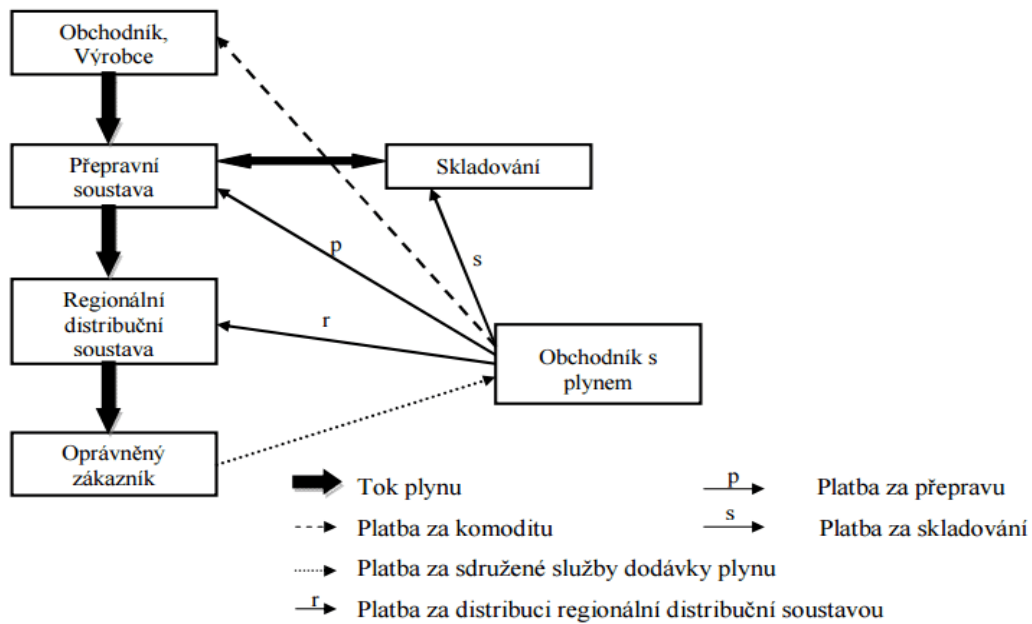 Obchodník,
Výrobce
Přepravní
soustava
Skladování
p
s
Regionální
distribuční
soustava
r
Obchodník s
plynem
Oprávněný
zákazník
Tok plynu
p
Platba za přepravu
Platba za komoditu
s
Platba za skladování
Platba za sdružené služby dodávky plynu
r
Platba za distribuci regionální distribuční soustavou